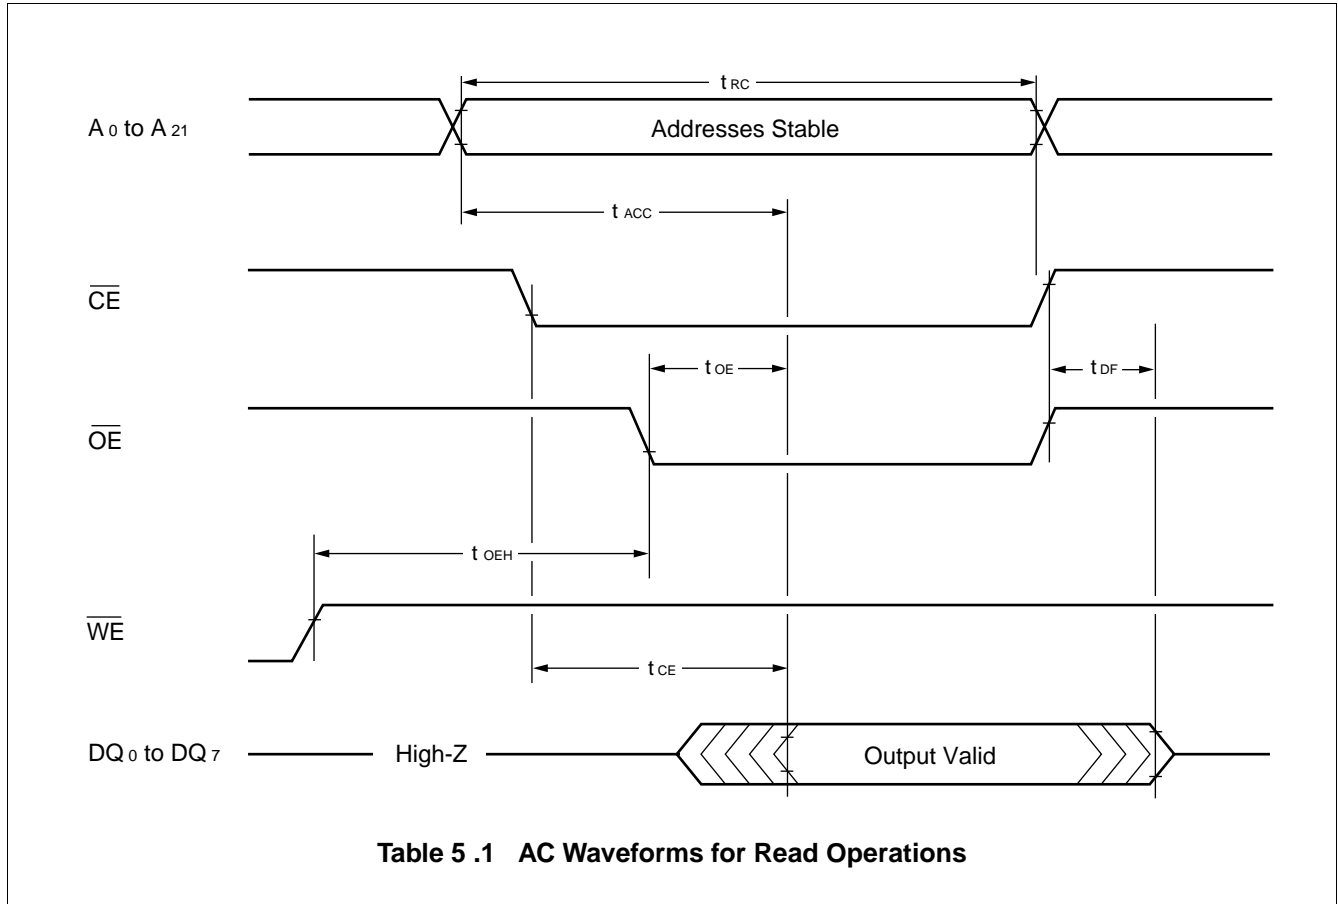 t RC
A 0 to A 21
Addresses Stable
t ACC
CE
t OE
t DF
OE
t OEH
WE
t CE
DQ 0 to DQ 7
High-Z
Output Valid
Table 5 .1 AC Waveforms for Read Operations